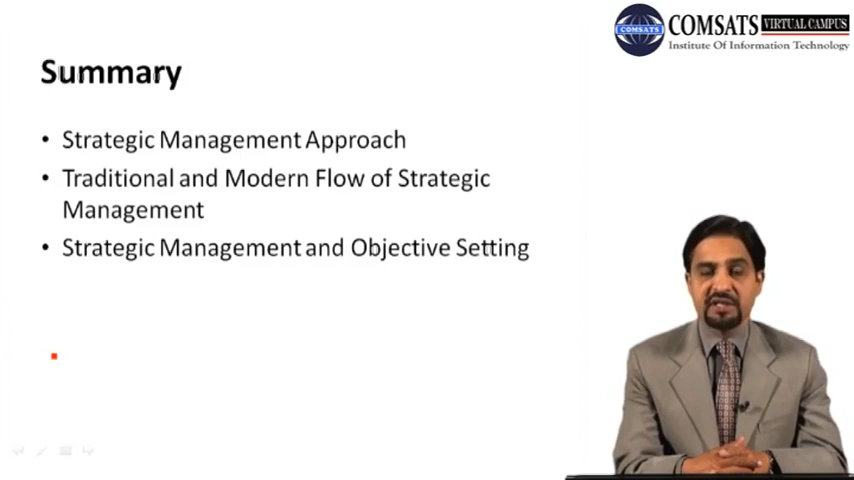 COMSATS VIRTUAL CAMPUS
COMSATS
Institute Of Information Technology
Summary
• Strategic Management Approach
• Traditional and Modern Flow of Strategic
Management
• Strategic Management and Objective Setting